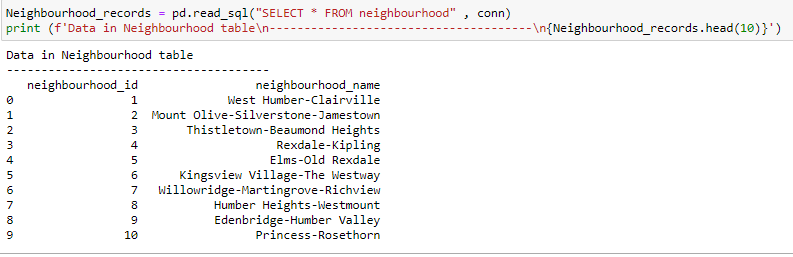 Neighbourhood_records = pd.read_sql("SELECT * FROM neighbourhood" , conn)
print (f'Data in Neighbourhood table\n------------------------------------\n{Neighbourhood_records.head(10)}')
Data in Neighbourhood table
------------------------------------
neighbourhood_id neighbourhood_name
0 1 West Humber-Clairville
1 2 Mount Olive-Silverstone-Jamestown
2 3 Thistletown-Beaumond Heights
3 4 Rexdale-Kipling
4 5 Elms-Old Rexdale
5 6 Kingsview Village-The Westway
6 7 Willowridge-Martingrove-Richview
7 8 Humber Heights-Westmount
8 9 Edenbridge-Humber Valley
9 10 Princess-Rosethorn